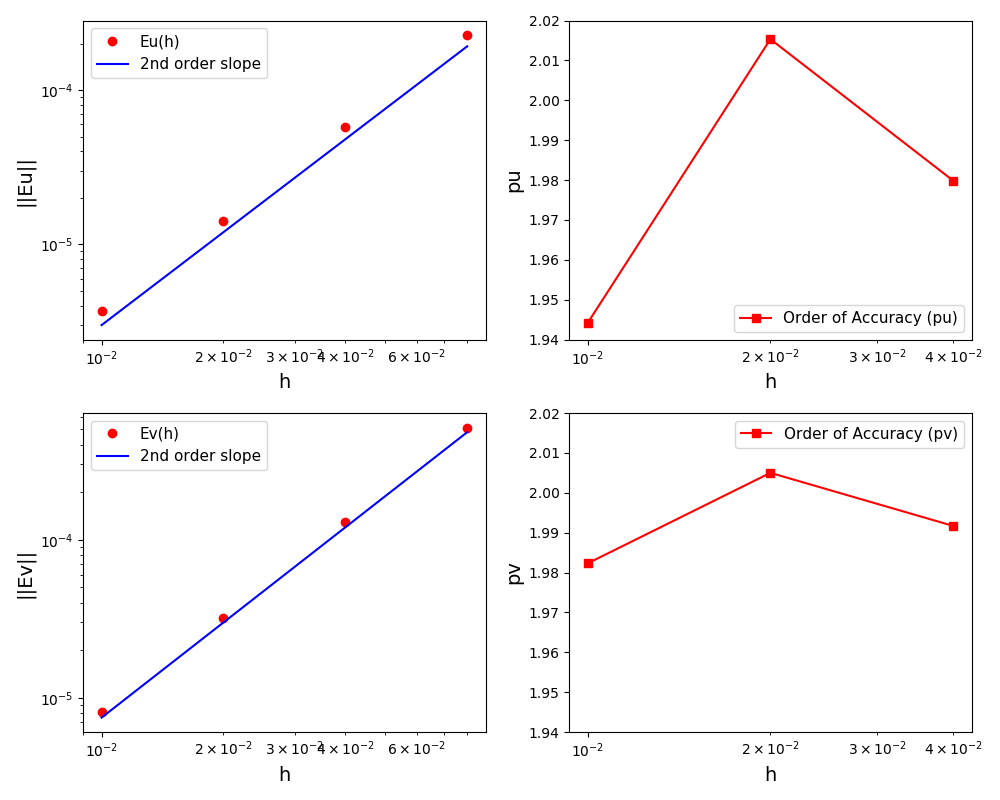 Eu(h)
2nd order slope
10⁻⁴
10⁻⁵
||Eu||
10⁻² 2 × 10⁻² 3 × 10⁻² 4 × 10⁻² 6 × 10⁻²
h
2.02
2.01
2.00
1.99
1.98
1.97
1.96
1.95
1.94
pu
Order of Accuracy (pu)
10⁻² 2 × 10⁻² 3 × 10⁻² 4 × 10⁻²
h
Ev(h)
2nd order slope
10⁻⁴
10⁻⁵
||Ev||
10⁻² 2 × 10⁻² 3 × 10⁻² 4 × 10⁻² 6 × 10⁻²
h
Order of Accuracy (pv)
2.02
2.01
2.00
1.99
1.98
1.97
1.96
1.95
1.94
pv
10⁻² 2 × 10⁻² 3 × 10⁻² 4 × 10⁻²
h